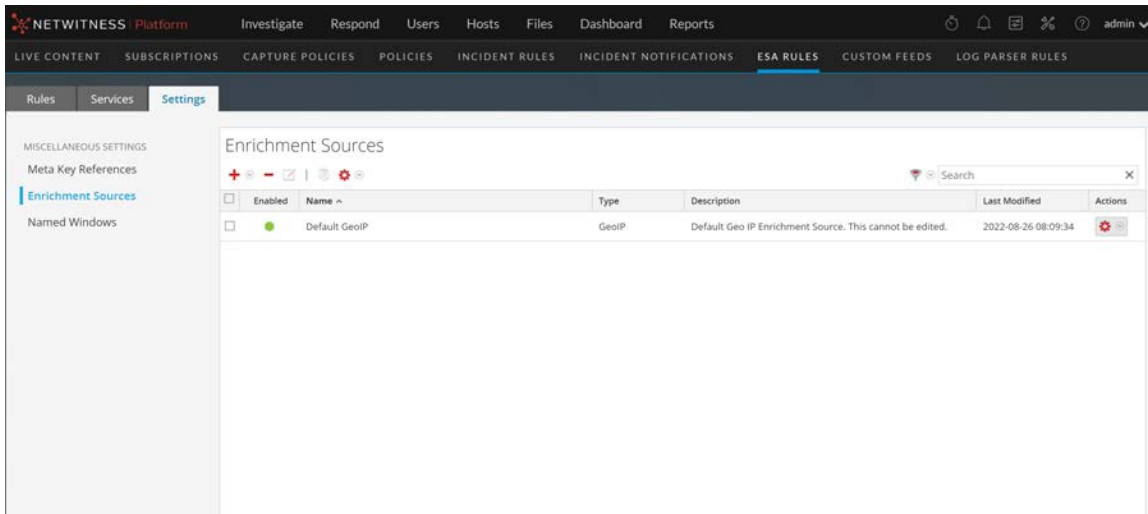 NETWITNESS Platform Investigate Respond Users Hosts Files Dashboard Reports admin
LIVE CONTENT SUBSCRIPTIONS CAPTURE POLICIES POLICIES INCIDENT RULES INCIDENT NOTIFICATIONS ESA RULES CUSTOM FEEDS LOG PARSER RULES
Rules Services Settings
MISCELLANEOUS SETTINGS
Meta Key References
Enrichment Sources
Named Windows
Enrichment Sources
Search
Enabled Name Type Description Last Modified Actions
Default GeoIP GeoIP Default Geo IP Enrichment Source. This cannot be edited. 2022-08-26 08:09:34